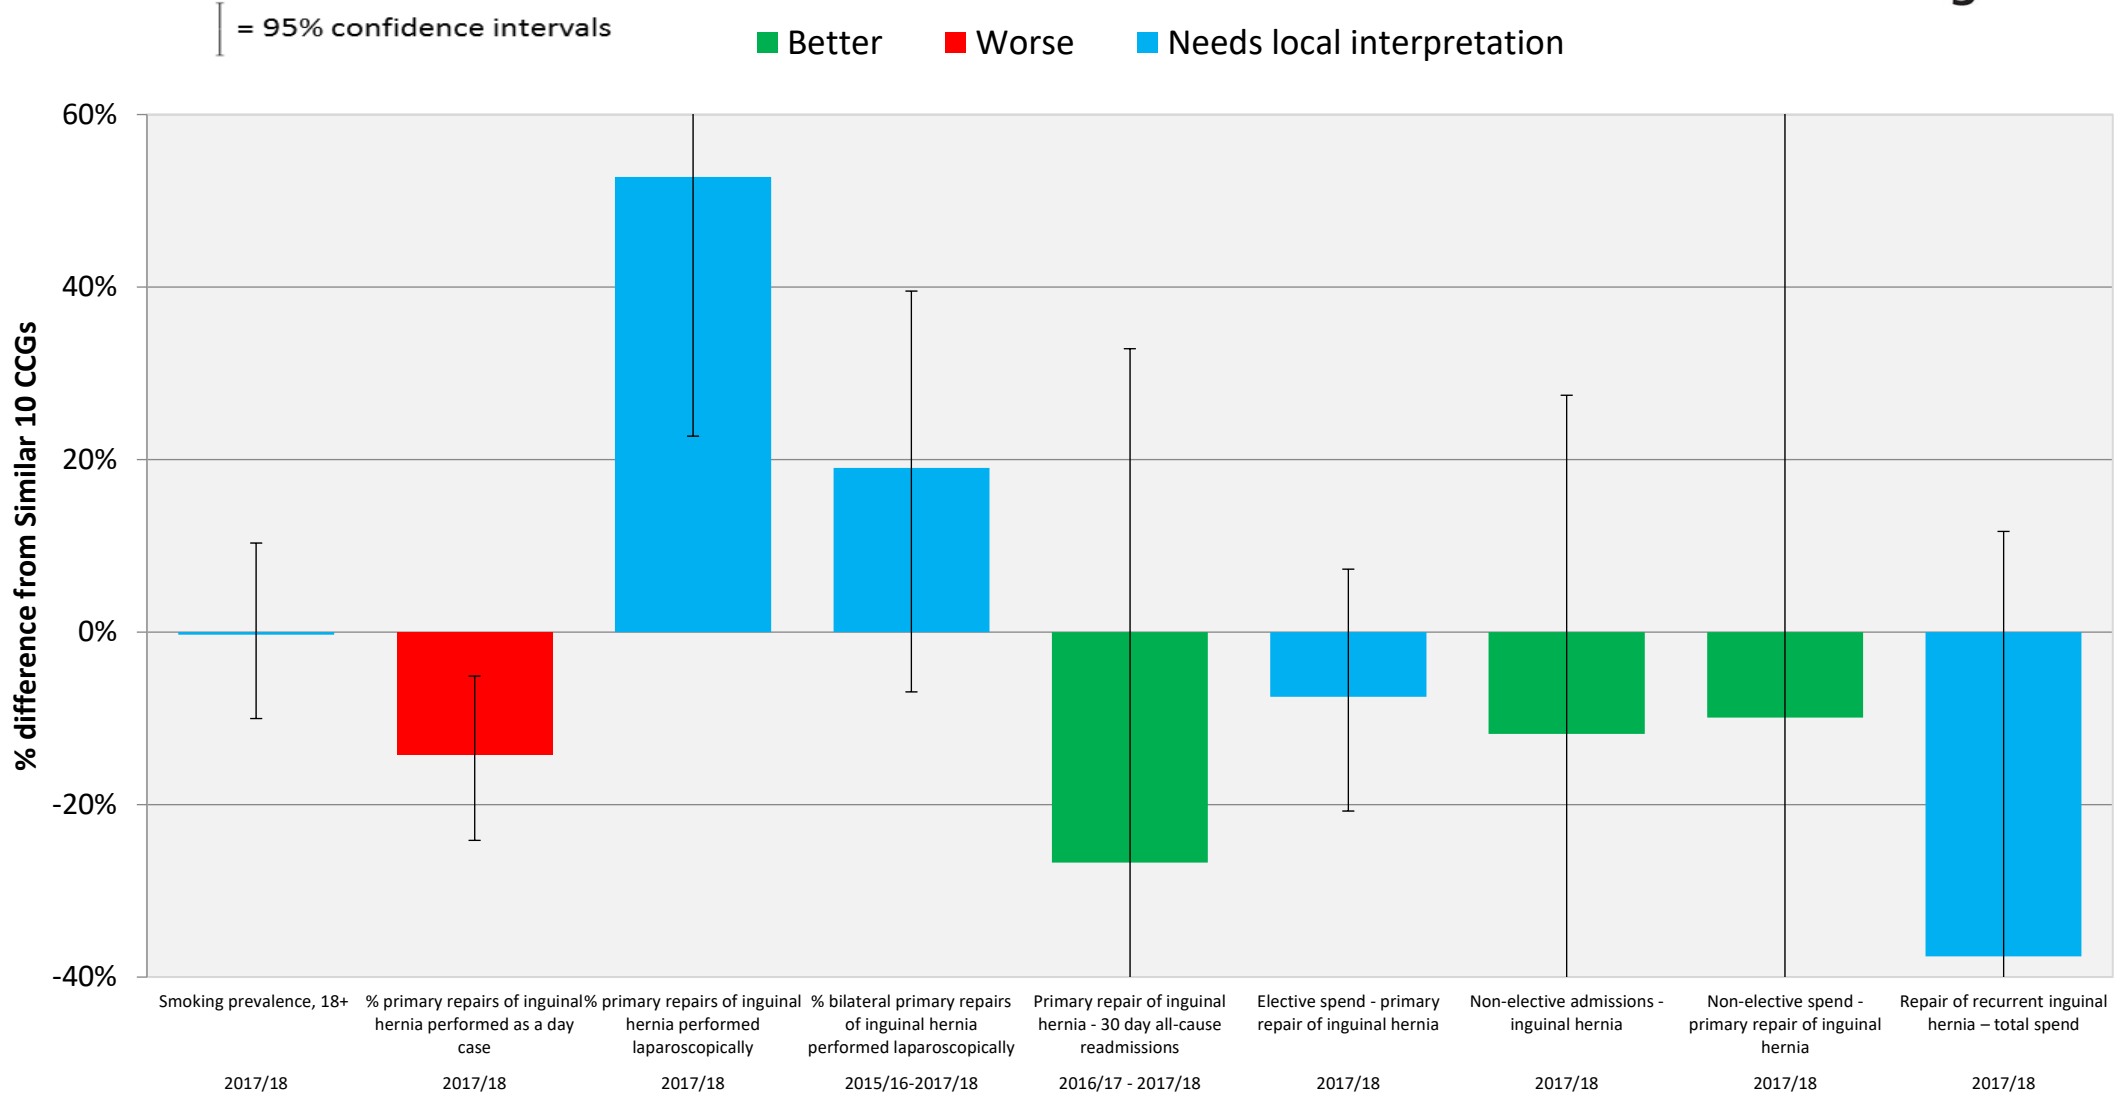 = 95% confidence intervals
Better Worse Needs local interpretation
% difference from Similar 10 CCGs
60%
40%
20%
0%
-20%
-40%
Smoking prevalence, 18+
2017/18
% primary repairs of inguinal
hernia performed as a day
case
2017/18
% primary repairs of inguinal
hernia performed
laparoscopically
2017/18
% bilateral primary repairs
of inguinal hernia
performed laparoscopically
2015/16-2017/18
Primary repair of inguinal
hernia - 30 day all-cause
readmissions
2016/17 - 2017/18
Elective spend - primary
repair of inguinal hernia
2017/18
Non-elective admissions -
inguinal hernia
2017/18
Non-elective spend -
primary repair of inguinal
hernia
2017/18
Repair of recurrent inguinal
hernia – total spend
2017/18